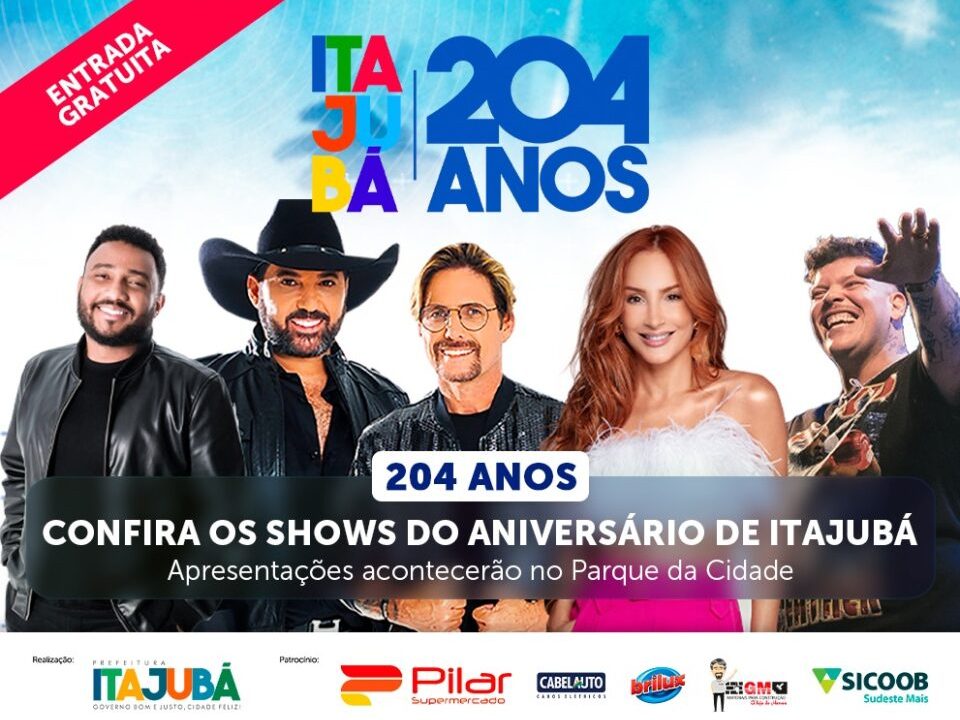 ENTRADA
GRATUITA
ITA
JU
BÁ
204
ANOS
204 ANOS
CONFIRA OS SHOWS DO ANIVERSÁRIO DE ITAJUBÁ
Apresentações acontecerão no Parque da Cidade
Realização:
PREFEITURA
ITAJUBÁ
GOVERNO BOM E JUSTO, CIDADE FELIZ!
Patrocínio:
Pilar
Supermercado
CABELAUTO
CABOS ELÉTRICOS
brilux
GM
SICOOB
Sudeste Mais